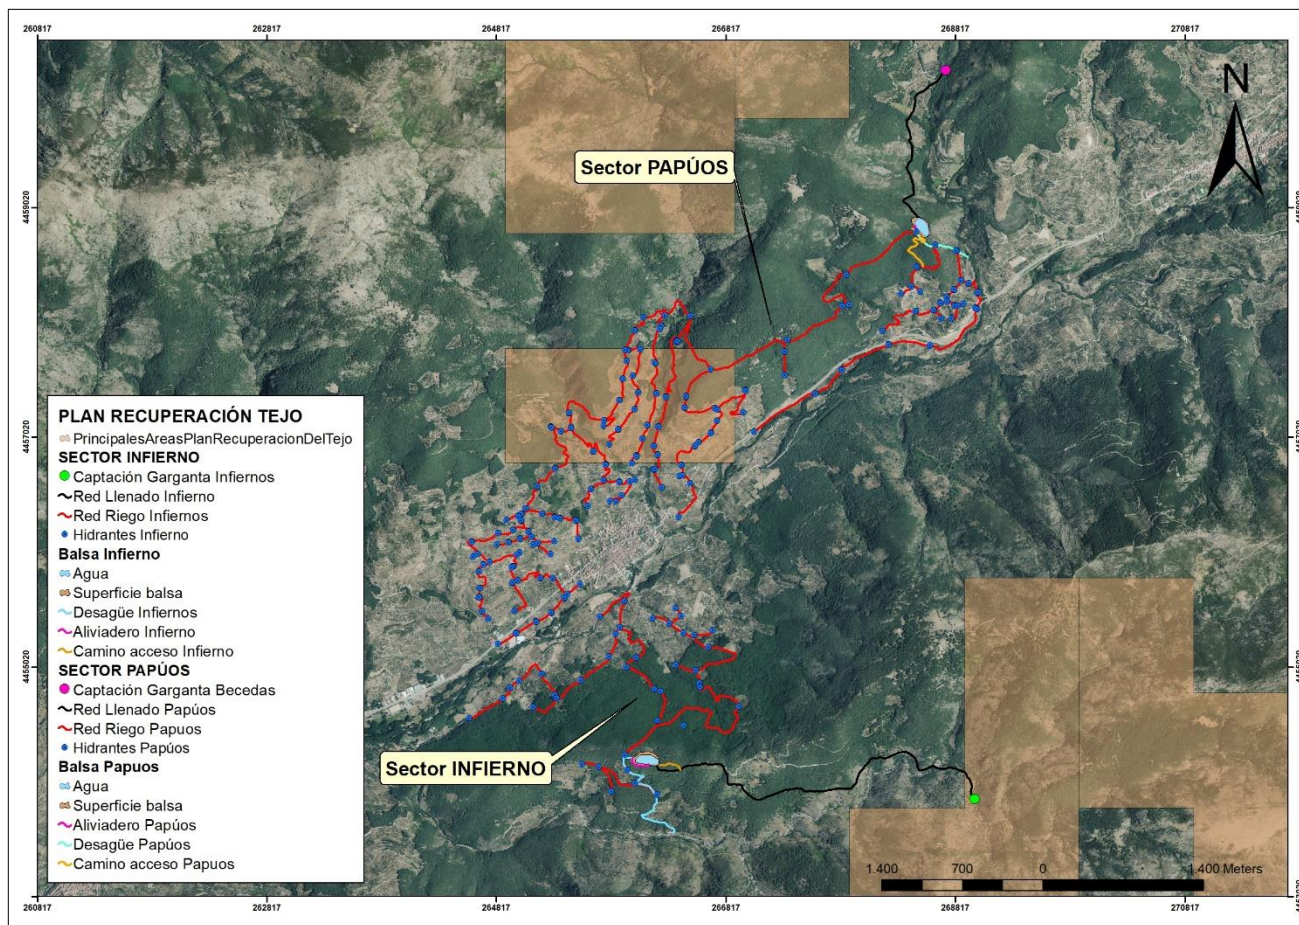 260817 262817 264817 266817 268817 270817
N
Sector PAPÚOS
4459020 4459020
4457020 4457020
PLAN RECUPERACIÓN TEJO
PrincipalesAreasPlanRecuperacionDelTejo
SECTOR INFIERNO
Captación Garganta Infiernos
Red Llenado Infierno
Red Riego Infiernos
Hidrantes Infierno
Balsa Infierno
Agua
Superficie balsa
Desagüe Infiernos
Aliviadero Infierno
Camino acceso Infierno
SECTOR PAPÚOS
Captación Garganta Becedas
Red Llenado Papúos
Red Riego Papuos
Hidrantes Papúos
Balsa Papuos
Agua
Superficie balsa
Aliviadero Papúos
Desagüe Papúos
Camino acceso Papuos
4455020 4455020
Sector INFIERNO
1.400 700 0 1.400 Meters
4453020
260817 262817 264817 266817 268817 270817